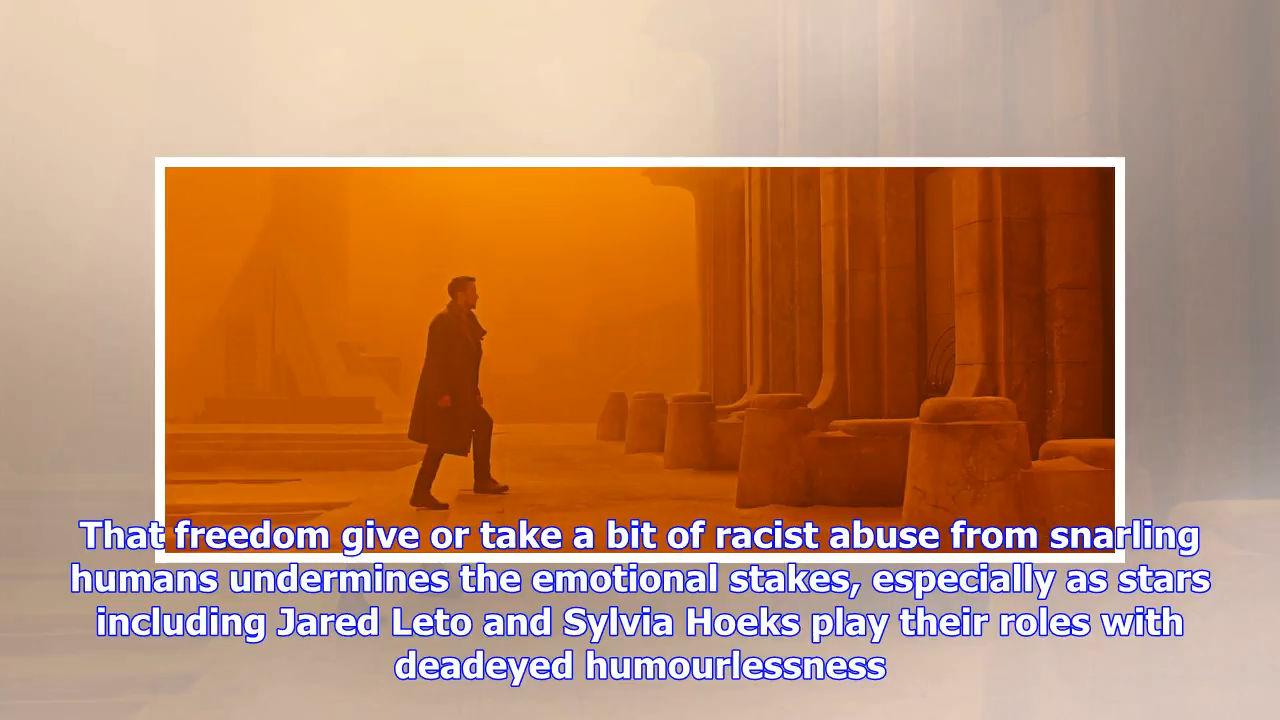 That freedom give or take a bit of racist abuse from snarling
humans undermines the emotional stakes, especially as stars
including Jared Leto and Sylvia Hoeks play their roles with
deadeyed humourlessness